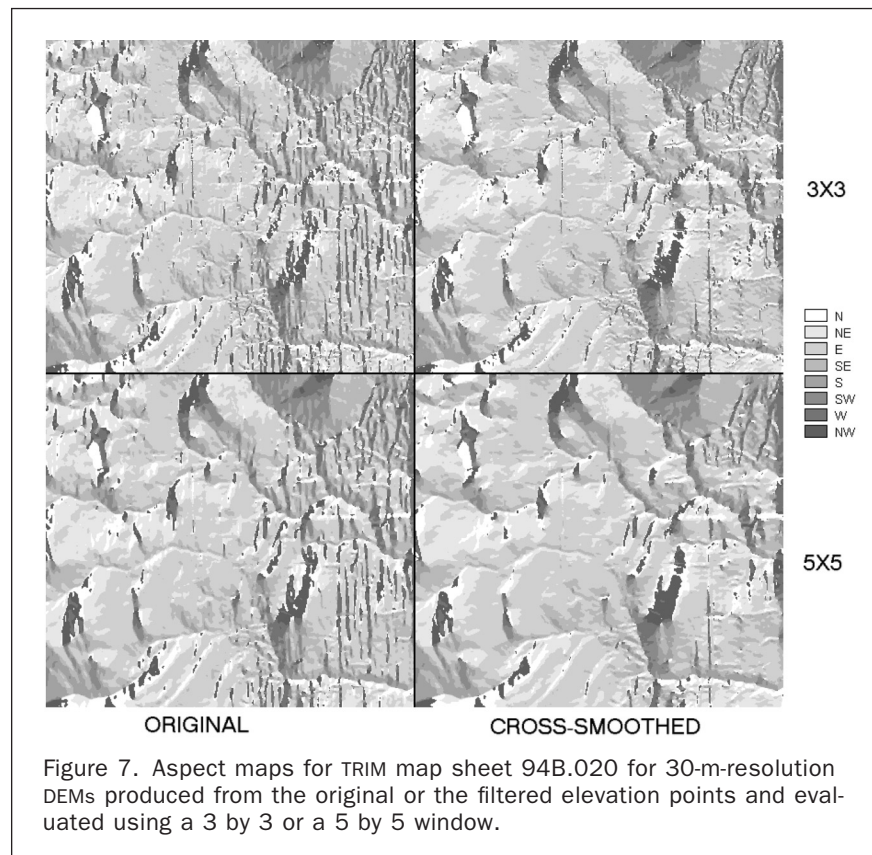 3X3
N
NE
E
SE
S
SW
W
NW
5X5
ORIGINAL CROSS-SMOOTHED
Figure 7. Aspect maps for TRIM map sheet 94B.020 for 30-m-resolution
DEMs produced from the original or the filtered elevation points and eval-
uated using a 3 by 3 or a 5 by 5 window.